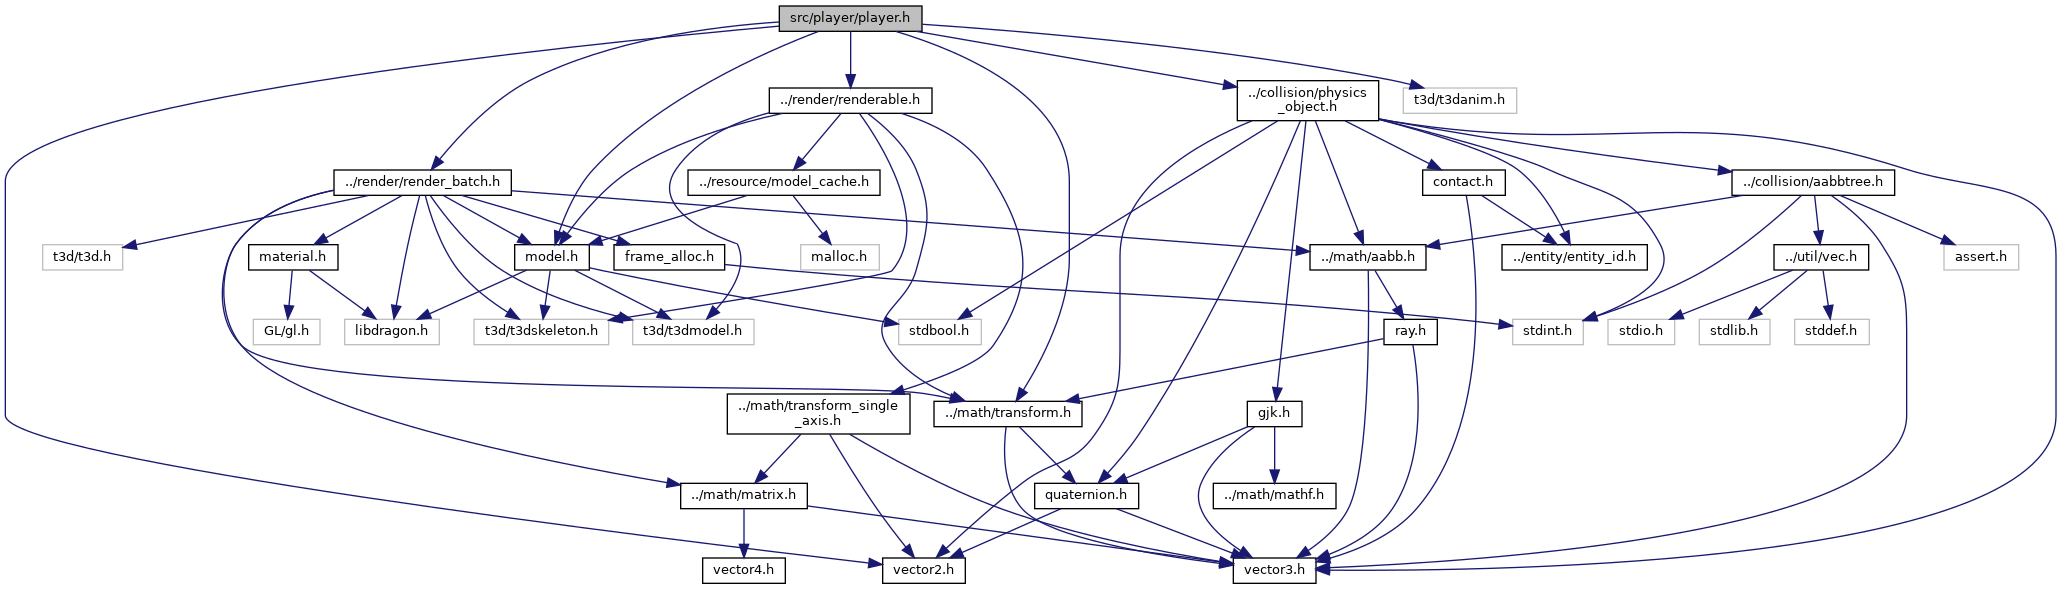 src/player/player.h
../render/renderable.h
../collision/physics
_object.h
t3d/t3danim.h
../render/render_batch.h
../resource/model_cache.h
contact.h
../collision/aabbtree.h
t3d/t3d.h
material.h
model.h
frame_alloc.h
malloc.h
../math/aabb.h
../entity/entity_id.h
../util/vec.h
assert.h
GL/gl.h
libdragon.h
t3d/t3dskeleton.h
t3d/t3dmodel.h
stdbool.h
ray.h
stdint.h
stdio.h
stdlib.h
stddef.h
../math/transform_single
_axis.h
../math/transform.h
gjk.h
../math/matrix.h
quaternion.h
../math/mathf.h
vector4.h
vector2.h
vector3.h